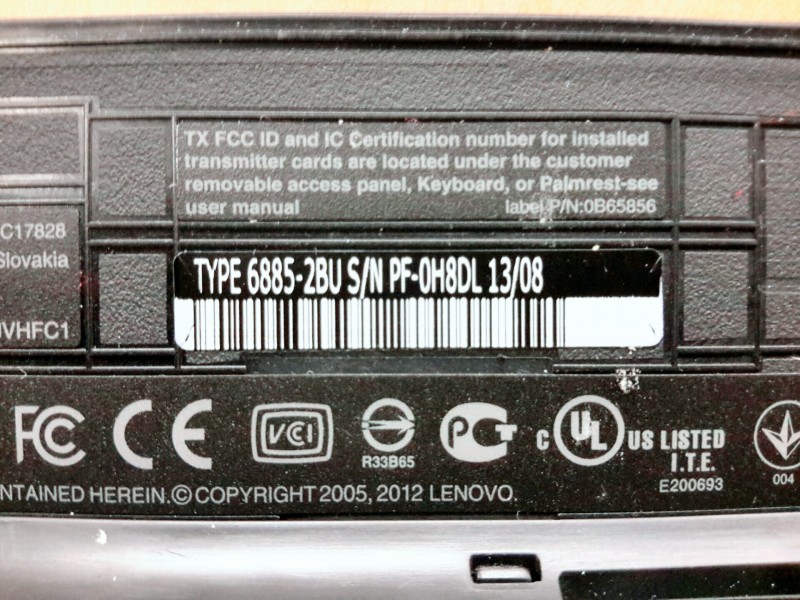 TX FCC ID and IC Certification number for installed
transmitter cards are located under the customer
removable access panel, Keyboard, or Palmrest-see
user manual label P/N:0B65856
C17828
Slovakia
VHFC1
TYPE 6885-2BU S/N PF-0H8DL 13/08
FC CE VCI PCT c UL US LISTED
I.T.E.
R33B65
E200693
004
NTAINED HEREIN.©COPYRIGHT 2005, 2012 LENOVO.